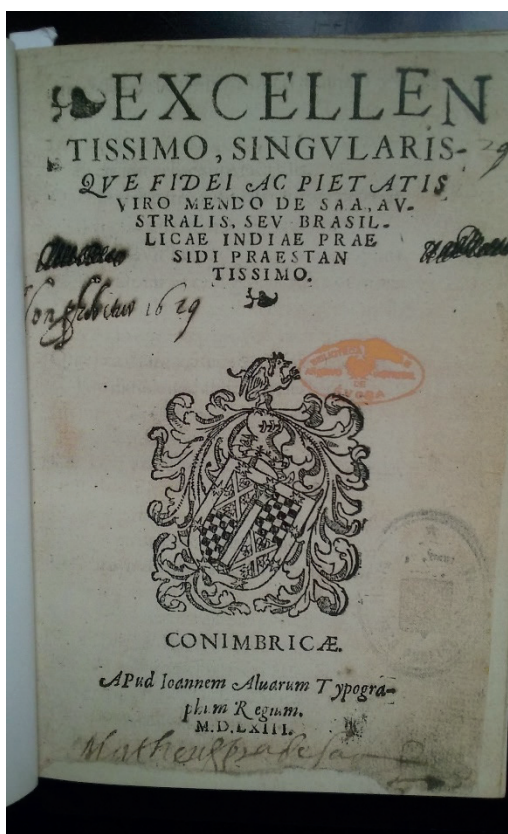 EXCELLEN
TISSIMO, SINGVLARIS-
QVE FIDEI AC PIETATIS
VIRO MENDO DE SAA, AV-
STRALIS, SEV BRASIL-
LICAE INDIAE PRAE
SIDI PRAESTAN
TISSIMO.
1629
CONIMBRICÆ.
APud Ioannem Aluarum Typogra-
phum Regium.
M.D.LXIII.